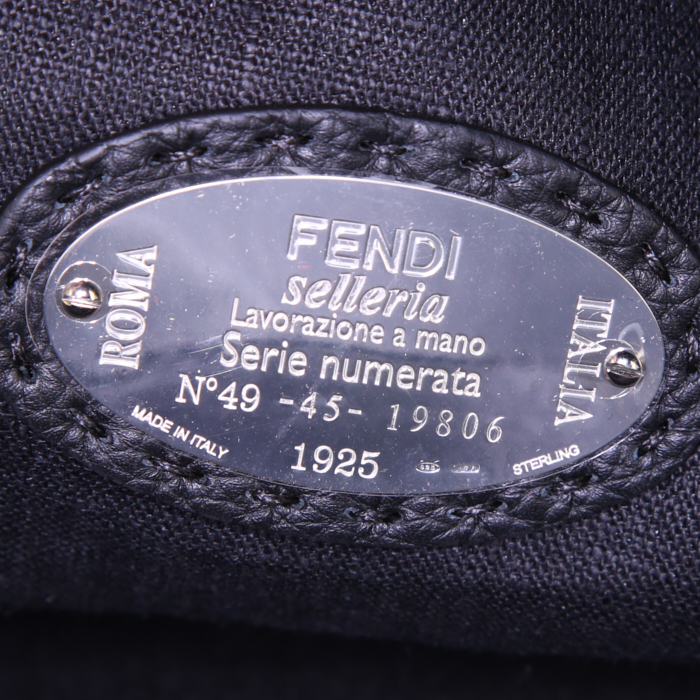 FENDI
selleria
Lavorazione a mano
Serie numerata
N°49 -45- 19806
1925
ROMA
ITALIA
MADE IN ITALY
STERLING